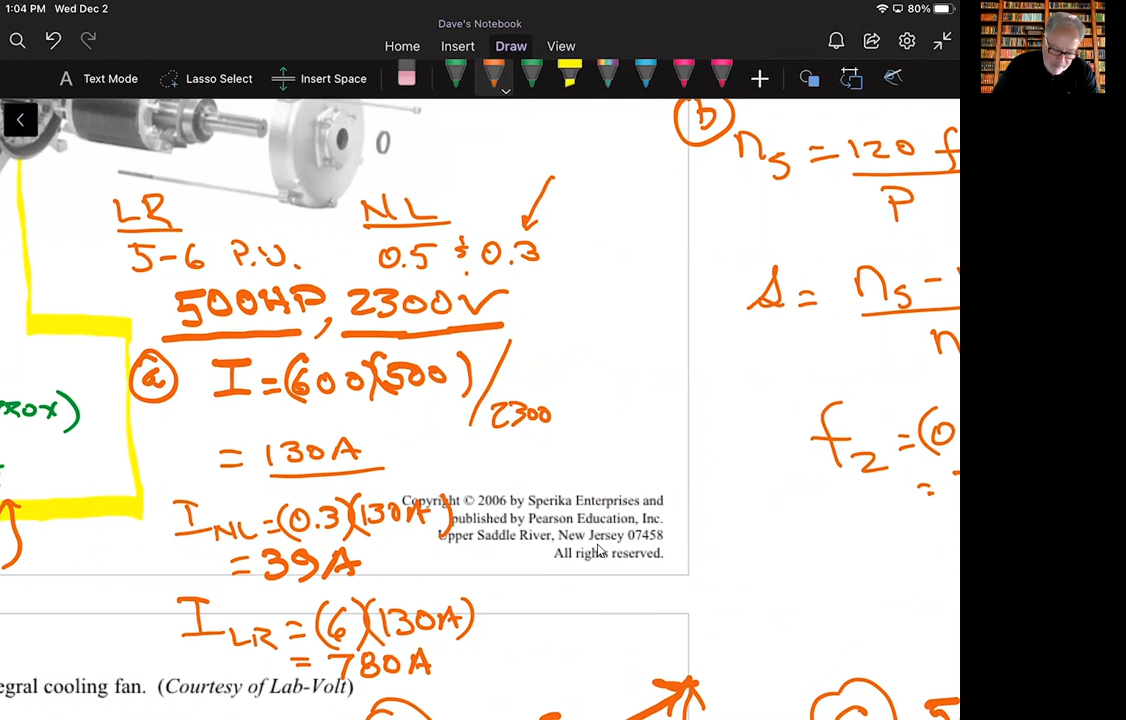 1:04 PM Wed Dec 2
80%
Dave's Notebook
Home Insert Draw View
Text Mode Lasso Select Insert Space
LR
5-6 P.U.
NL
0.5 & 0.3
500HP, 2300V
(a) I = (600)(500)/2300
= 130A
I_NL = (0.3)(130A)
= 39A
I_LR = (6)(130A)
= 780A
Copyright © 2006 by Sperika Enterprises and
published by Pearson Education, Inc.
Upper Saddle River, New Jersey 07458
All rights reserved.
egral cooling fan. (Courtesy of Lab-Volt)
(b) n_s = 120 f
P
s = n_s -
n
f_2 = (0
=